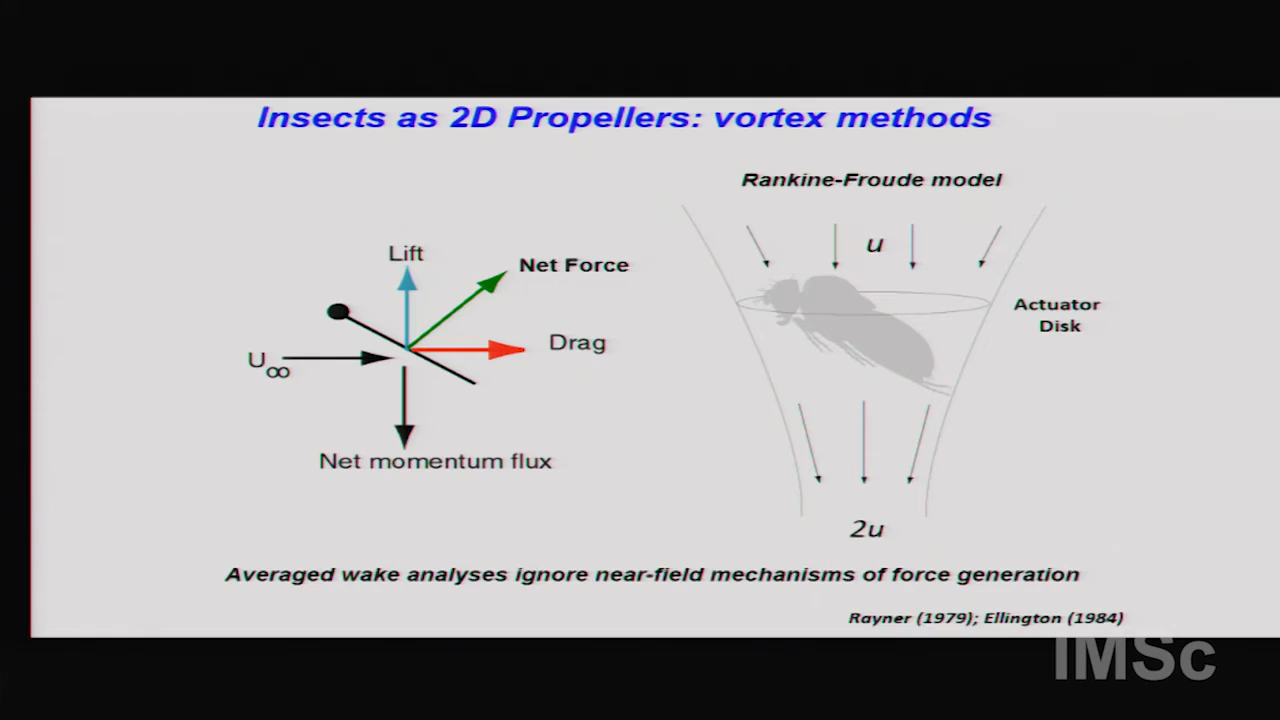 Insects as 2D Propellers: vortex methods
Rankine-Froude model
u
Lift
Net Force
Actuator
Disk
Drag
U∞
Net momentum flux
2u
Averaged wake analyses ignore near-field mechanisms of force generation
Rayner (1979); Ellington (1984)
IMSc